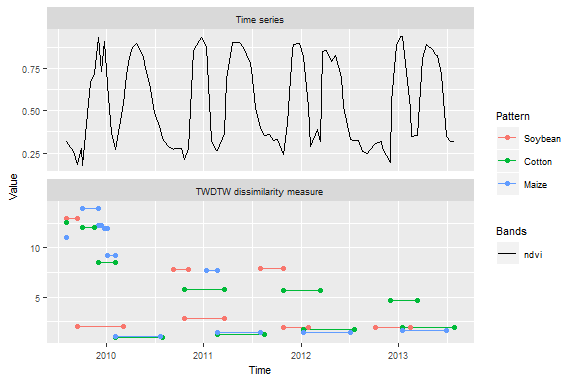 Time series
0.75
0.50
0.25
Value
TWDTW dissimilarity measure
10
5
2010
2011
2012
2013
Time
Pattern
Soybean
Cotton
Maize
Bands
ndvi